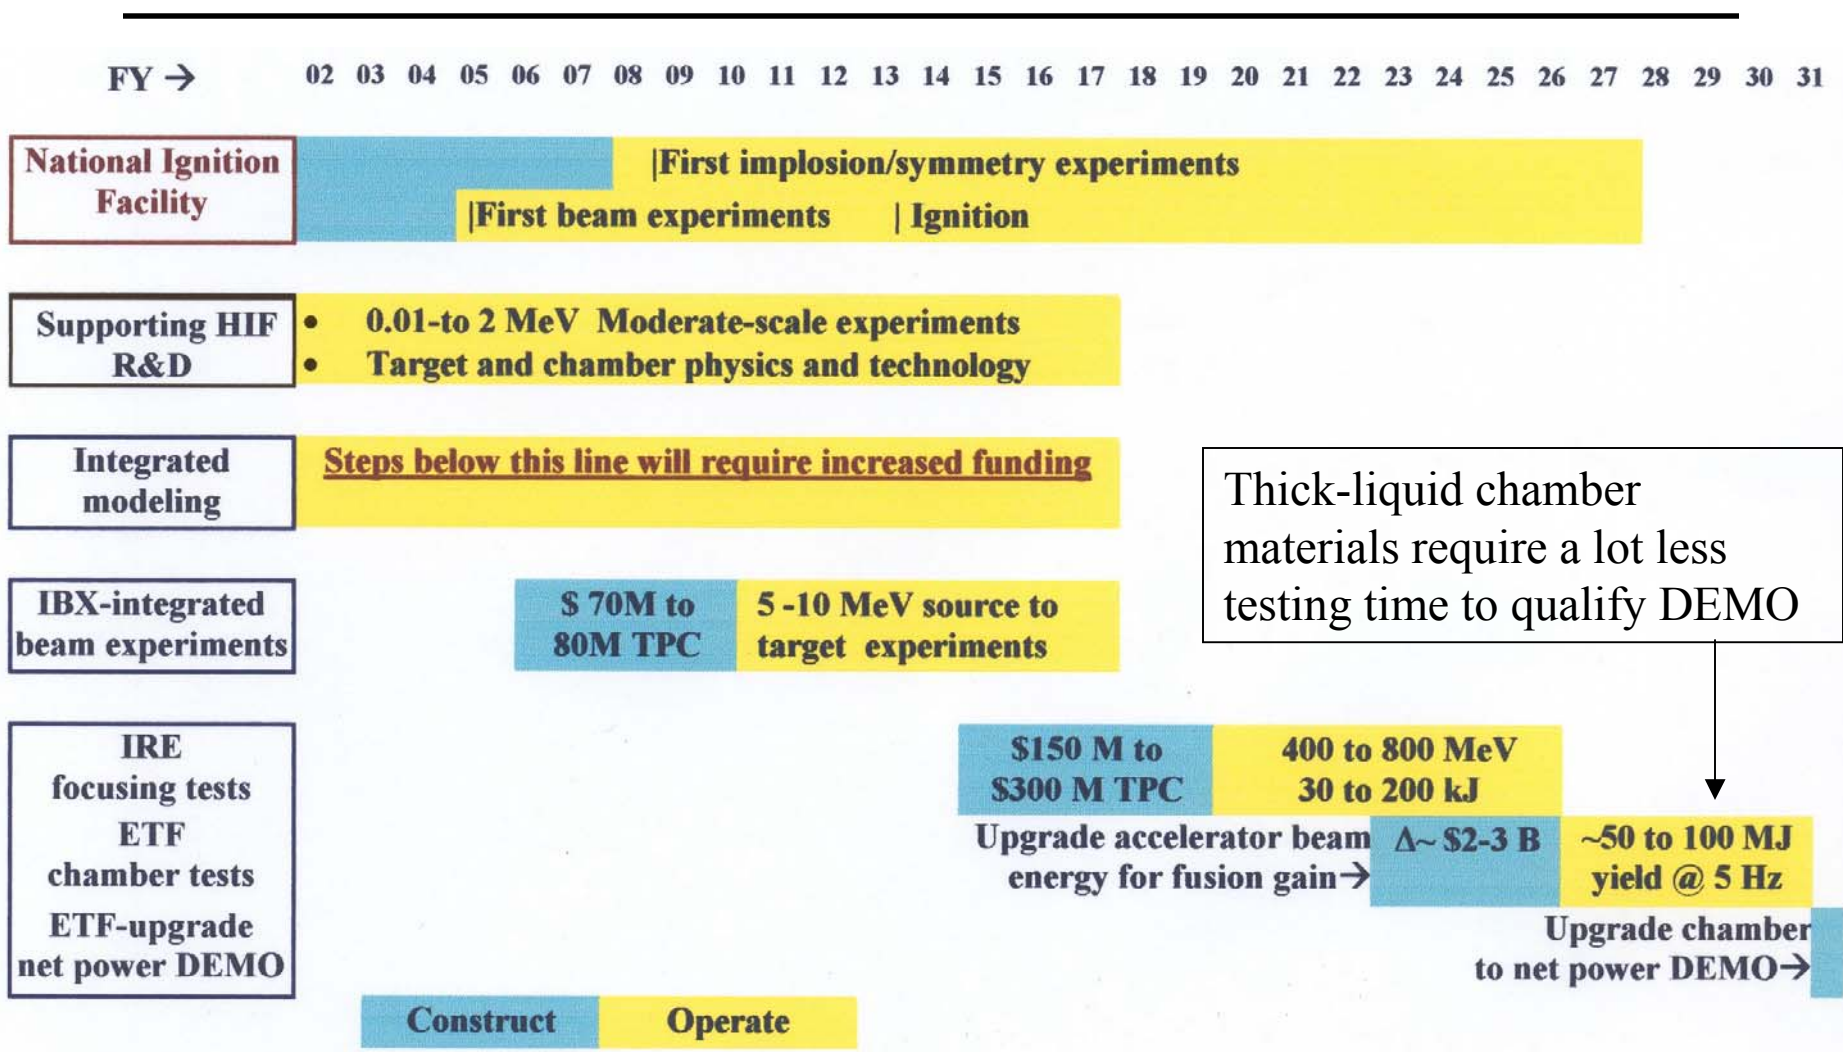 FY → 02 03 04 05 06 07 08 09 10 11 12 13 14 15 16 17 18 19 20 21 22 23 24 25 26 27 28 29 30 31
National Ignition
Facility
|First implosion/symmetry experiments
|First beam experiments | Ignition
Supporting HIF
R&D
• 0.01-to 2 MeV Moderate-scale experiments
• Target and chamber physics and technology
Integrated
modeling
Steps below this line will require increased funding
Thick-liquid chamber
materials require a lot less
testing time to qualify DEMO
IBX-integrated
beam experiments
$ 70M to
80M TPC
5 -10 MeV source to
target experiments
IRE
focusing tests
$150 M to
$300 M TPC
400 to 800 MeV
30 to 200 kJ
ETF
chamber tests
Upgrade accelerator beam
energy for fusion gain→
Δ~ $2-3 B
~50 to 100 MJ
yield @ 5 Hz
ETF-upgrade
net power DEMO
Upgrade chamber
to net power DEMO→
Construct Operate